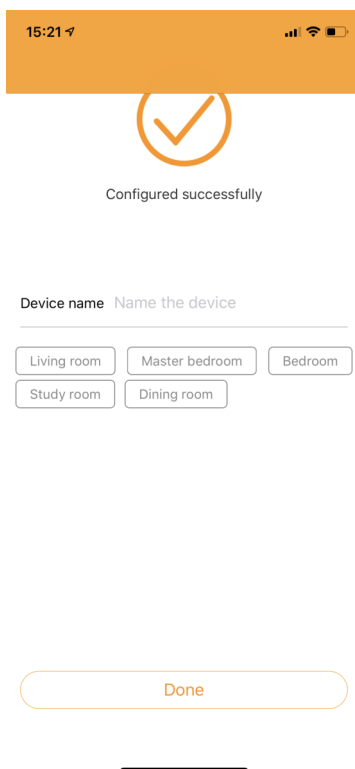 15:21
Configured successfully
Device name Name the device
Living room Master bedroom Bedroom
Study room Dining room
Done